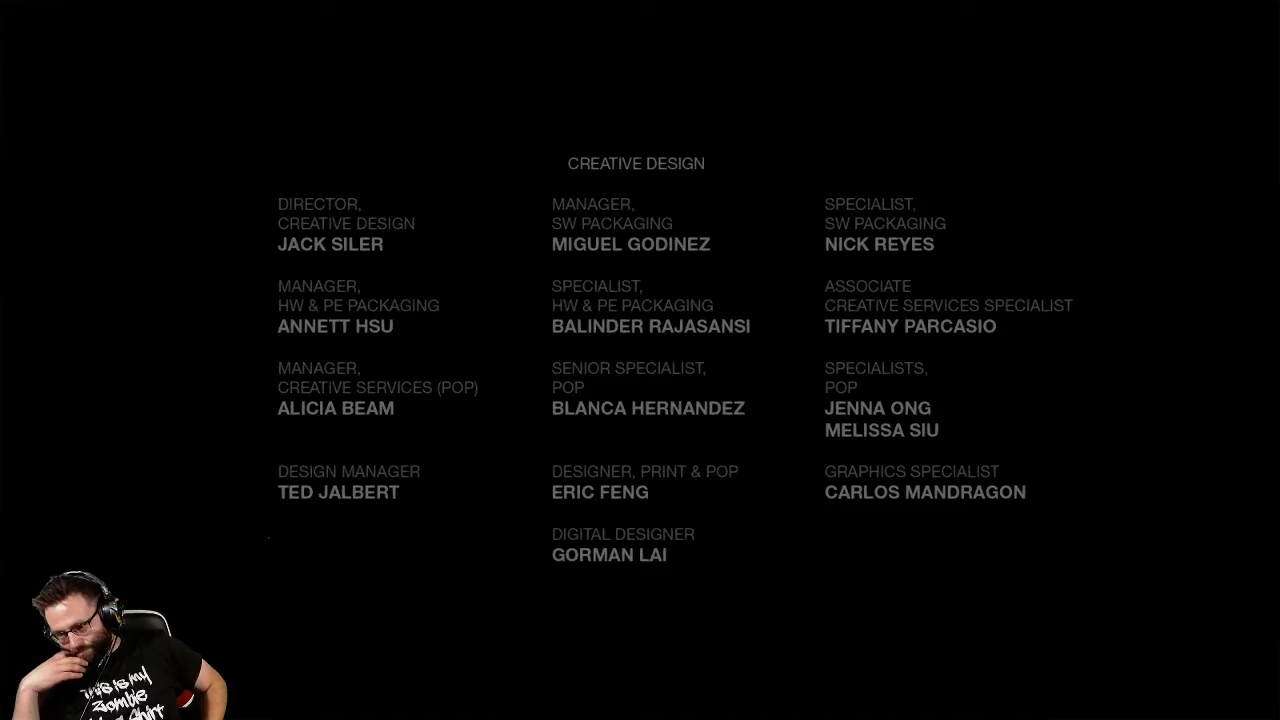 CREATIVE DESIGN
DIRECTOR,
CREATIVE DESIGN
JACK SILER
MANAGER,
SW PACKAGING
MIGUEL GODINEZ
SPECIALIST,
SW PACKAGING
NICK REYES
MANAGER,
HW & PE PACKAGING
ANNETT HSU
SPECIALIST,
HW & PE PACKAGING
BALINDER RAJASANSI
ASSOCIATE
CREATIVE SERVICES SPECIALIST
TIFFANY PARCASIO
MANAGER,
CREATIVE SERVICES (POP)
ALICIA BEAM
SENIOR SPECIALIST,
POP
BLANCA HERNANDEZ
SPECIALISTS,
POP
JENNA ONG
MELISSA SIU
DESIGN MANAGER
TED JALBERT
DESIGNER, PRINT & POP
ERIC FENG
GRAPHICS SPECIALIST
CARLOS MANDRAGON
DIGITAL DESIGNER
GORMAN LAI
This is my
Zombie
Shirt